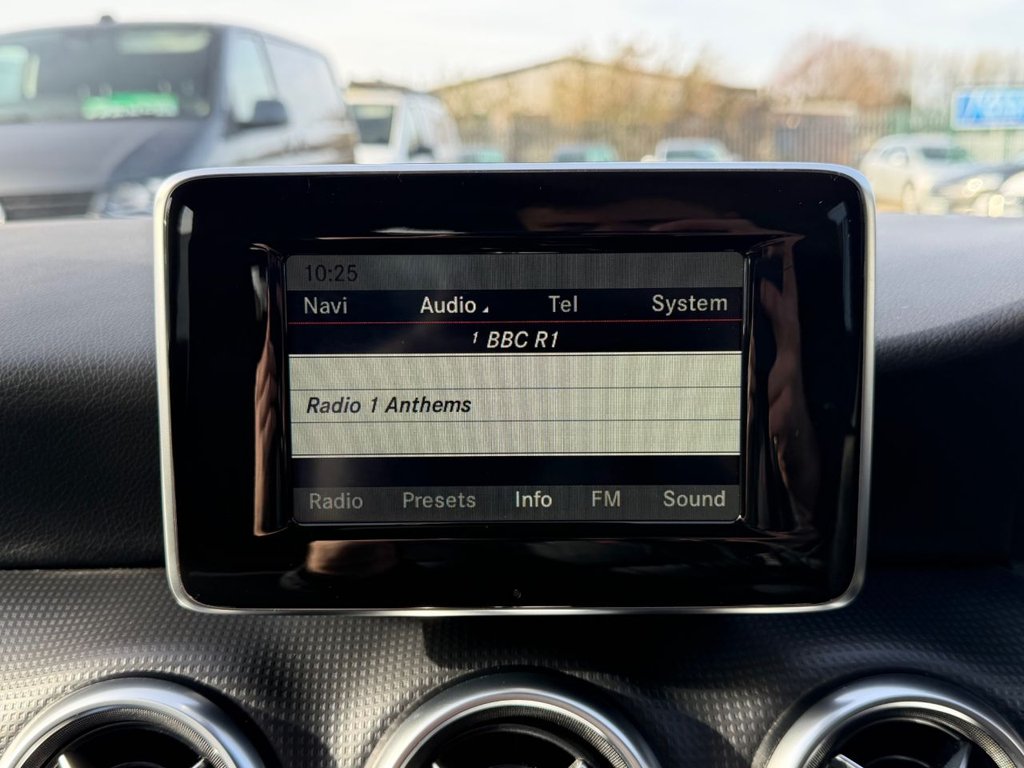 10:25
Navi Audio Tel System
1 BBC R1
Radio 1 Anthems
Radio Presets Info FM Sound